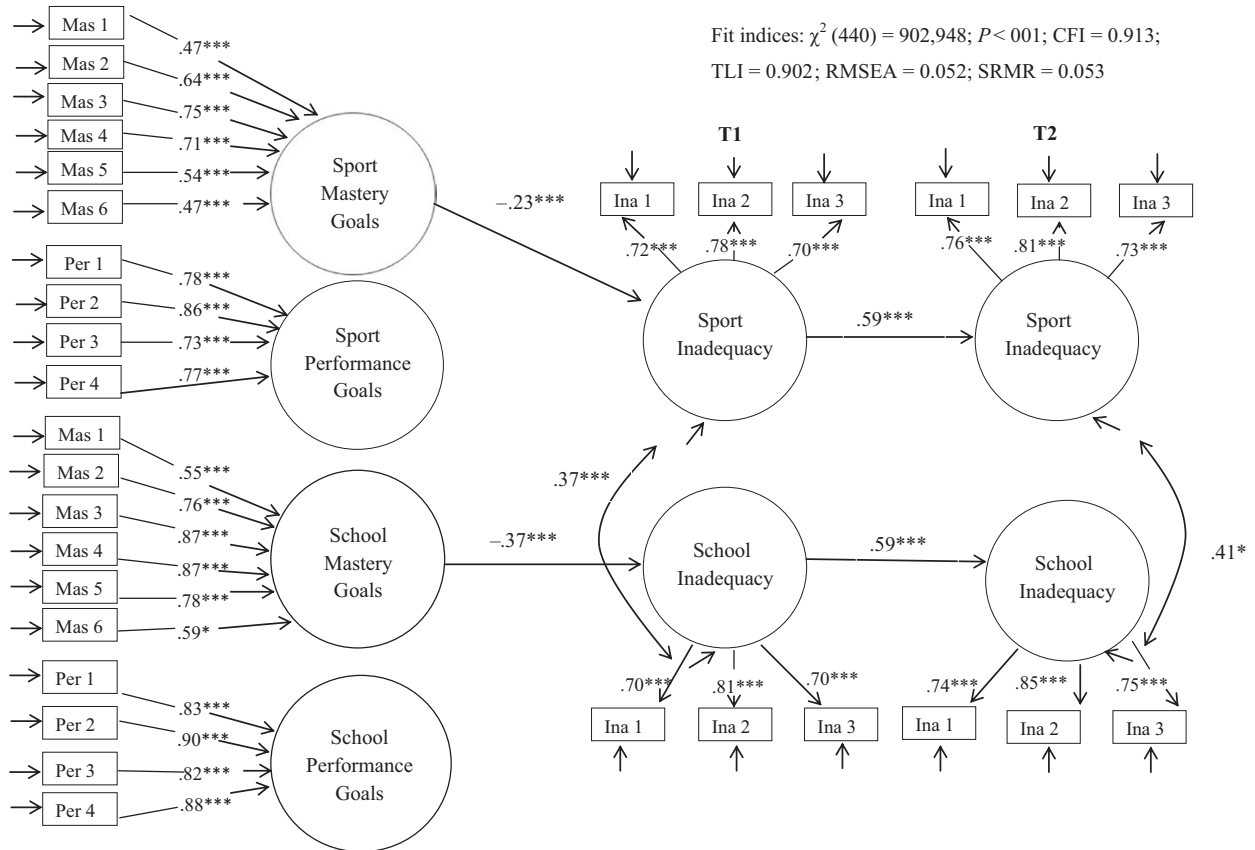 Fit indices: χ² (440) = 902,948; P < 001; CFI = 0.913;
TLI = 0.902; RMSEA = 0.052; SRMR = 0.053
Mas 1
.47***
Mas 2
.64***
Mas 3
.75***
Mas 4
.71***
Mas 5
.54***
Mas 6
.47***
Sport
Mastery
Goals
Per 1
.78***
Per 2
.86***
Per 3
.73***
Per 4
.77***
Sport
Performance
Goals
Mas 1
.55***
Mas 2
.76***
Mas 3
.87***
Mas 4
.87***
Mas 5
.78***
Mas 6
.59*
School
Mastery
Goals
Per 1
.83***
Per 2
.90***
Per 3
.82***
Per 4
.88***
School
Performance
Goals
–.23***
–.37***
T1
Ina 1
Ina 2
Ina 3
.72***
.78***
.70***
Sport
Inadequacy
.59***
T2
Ina 1
Ina 2
Ina 3
.76***
.81***
.73***
Sport
Inadequacy
.37***
School
Inadequacy
.59***
School
Inadequacy
.41*
.70***
.81***
.70***
Ina 1
Ina 2
Ina 3
.74***
.85***
.75***
Ina 1
Ina 2
Ina 3